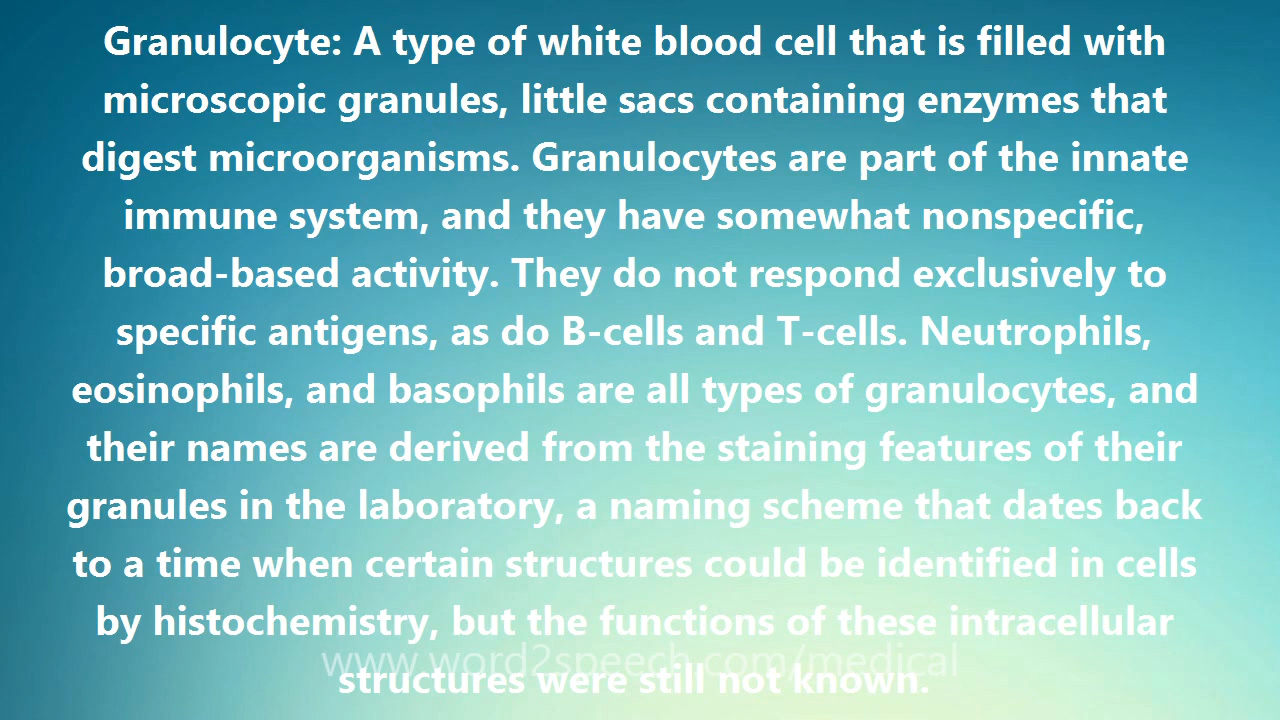 Granulocyte: A type of white blood cell that is filled with
microscopic granules, little sacs containing enzymes that
digest microorganisms. Granulocytes are part of the innate
immune system, and they have somewhat nonspecific,
broad-based activity. They do not respond exclusively to
specific antigens, as do B-cells and T-cells. Neutrophils,
eosinophils, and basophils are all types of granulocytes, and
their names are derived from the staining features of their
granules in the laboratory, a naming scheme that dates back
to a time when certain structures could be identified in cells
by histochemistry, but the functions of these intracellular
www.word2speech.com/medical
structures were still not known.